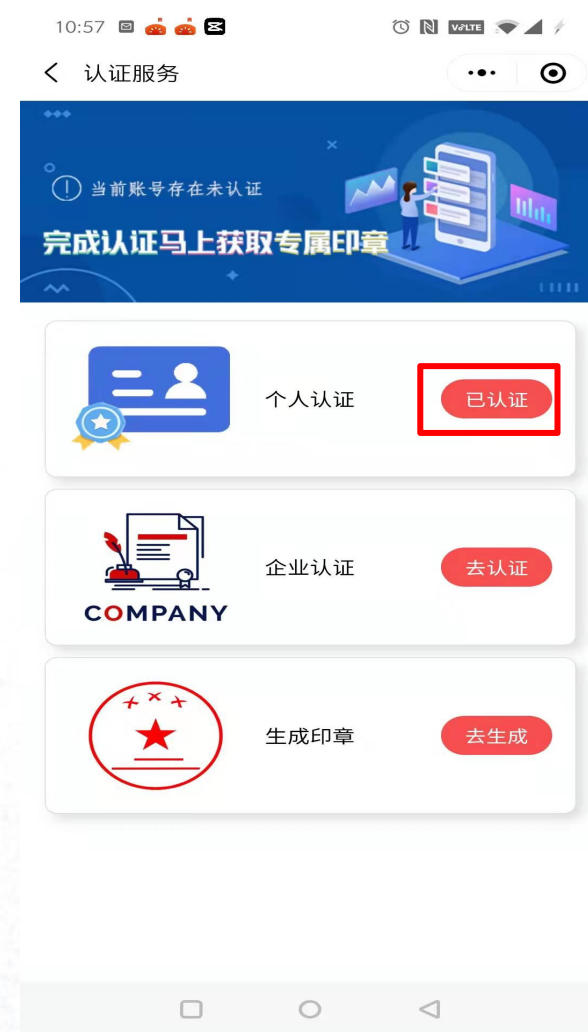 10:57
VoLTE
认证服务
当前账号存在未认证
完成认证马上获取专属印章
个人认证
已认证
COMPANY
企业认证
去认证
生成印章
去生成